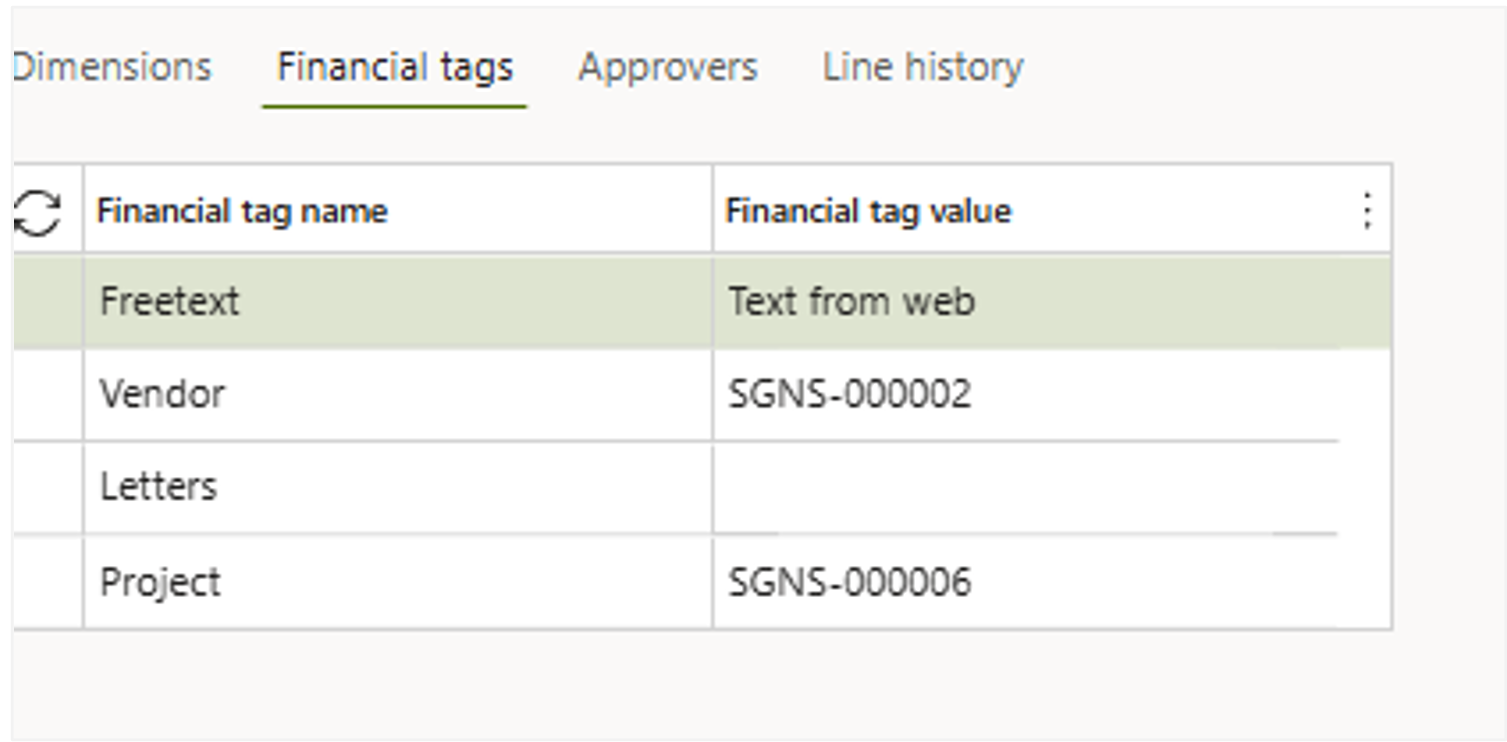 Dimensions Financial tags Approvers Line history
Financial tag name Financial tag value
Freetext Text from web
Vendor SGNS-000002
Letters
Project SGNS-000006